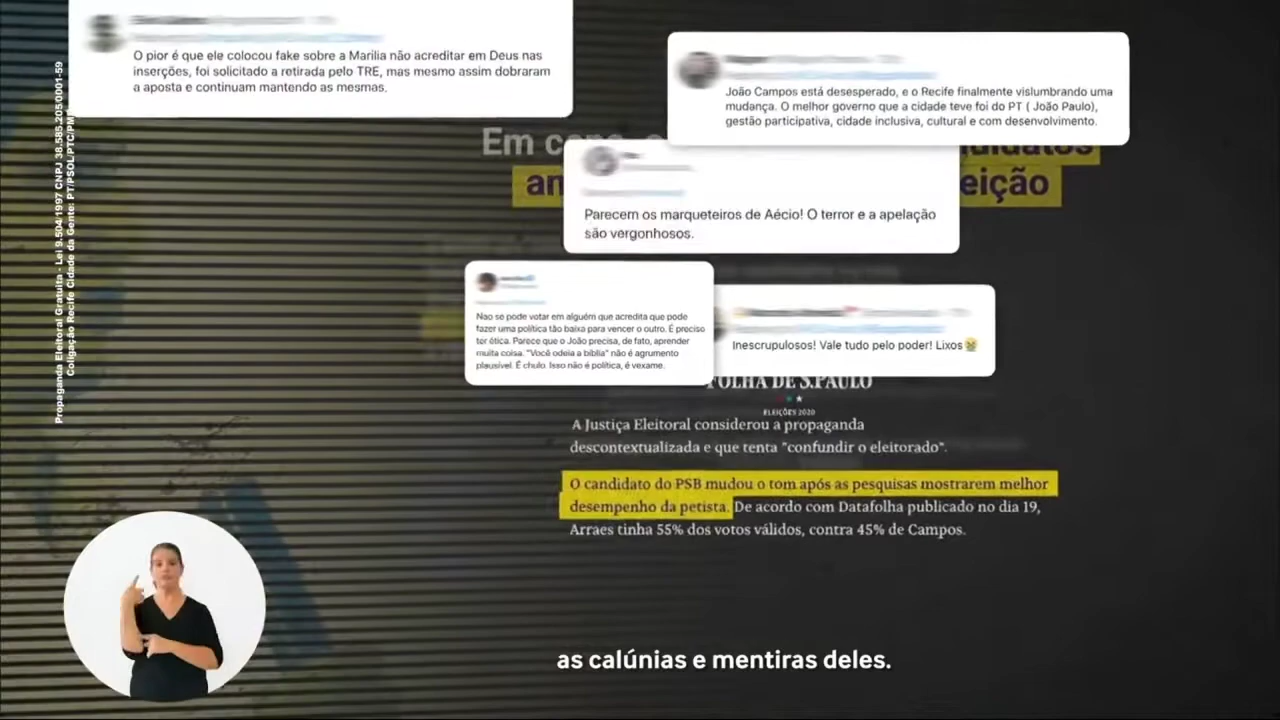 O pior é que ele colocou fake sobre a Marilia não acreditar em Deus nas
inserções, foi solicitado a retirada pelo TRE, mas mesmo assim dobraram
a aposta e continuam mantendo as mesmas.
João Campos está desesperado, e o Recife finalmente vislumbrando uma
mudança. O melhor governo que a cidade teve foi do PT ( João Paulo),
gestão participativa, cidade inclusiva, cultural e com desenvolvimento.
Em
eição
Parecem os marqueteiros de Aécio! O terror e a apelação
são vergonhosos.
Nao se pode votar em alguém que acredita que pode
fazer uma política tão baixa para vencer o outro. É preciso
ter ética. Parece que o João precisa, de fato, aprender
muita coisa. "Você odeia a bíblia" não é agrumento
plausível. É chulo. Isso não é política, é vexame.
Inescrupulosos! Vale tudo pelo poder! Lixos
FOLHA DE S.PAULO
ELEIÇÕES 2020
A Justiça Eleitoral considerou a propaganda
descontextualizada e que tenta "confundir o eleitorado".
O candidato do PSB mudou o tom após as pesquisas mostrarem melhor
desempenho da petista. De acordo com Datafolha publicado no dia 19,
Arraes tinha 55% dos votos válidos, contra 45% de Campos.
as calúnias e mentiras deles.
Propaganda Eleitoral Gratuita - Lei 9.504/1997 CNPJ 38.585.205/0001-59
Coligação Recife Cidade da Gente: PT/PSOL/PTC/PMB